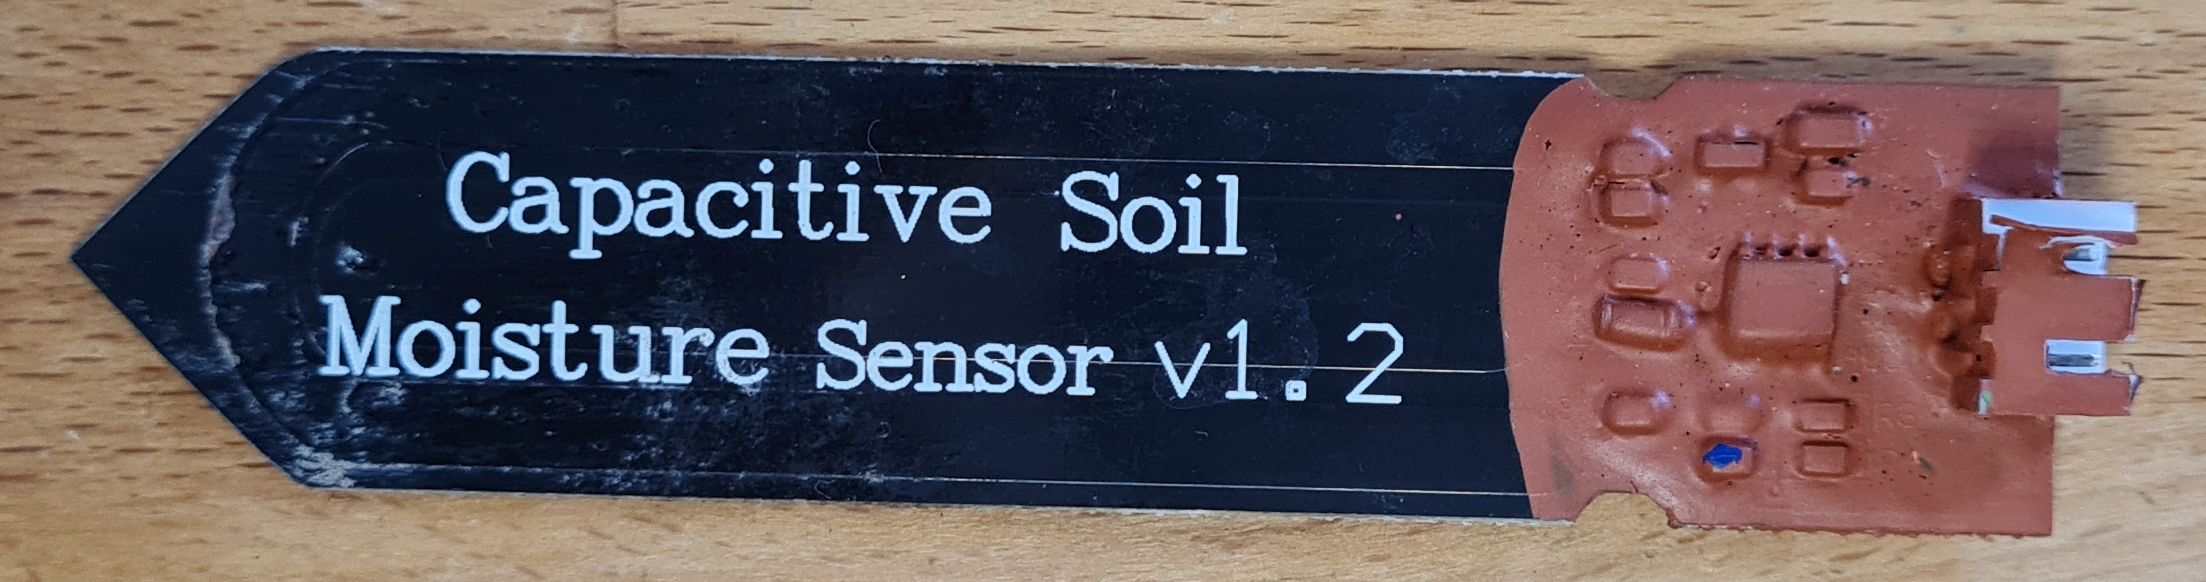 Capacitive Soil
Moisture Sensor v1.2